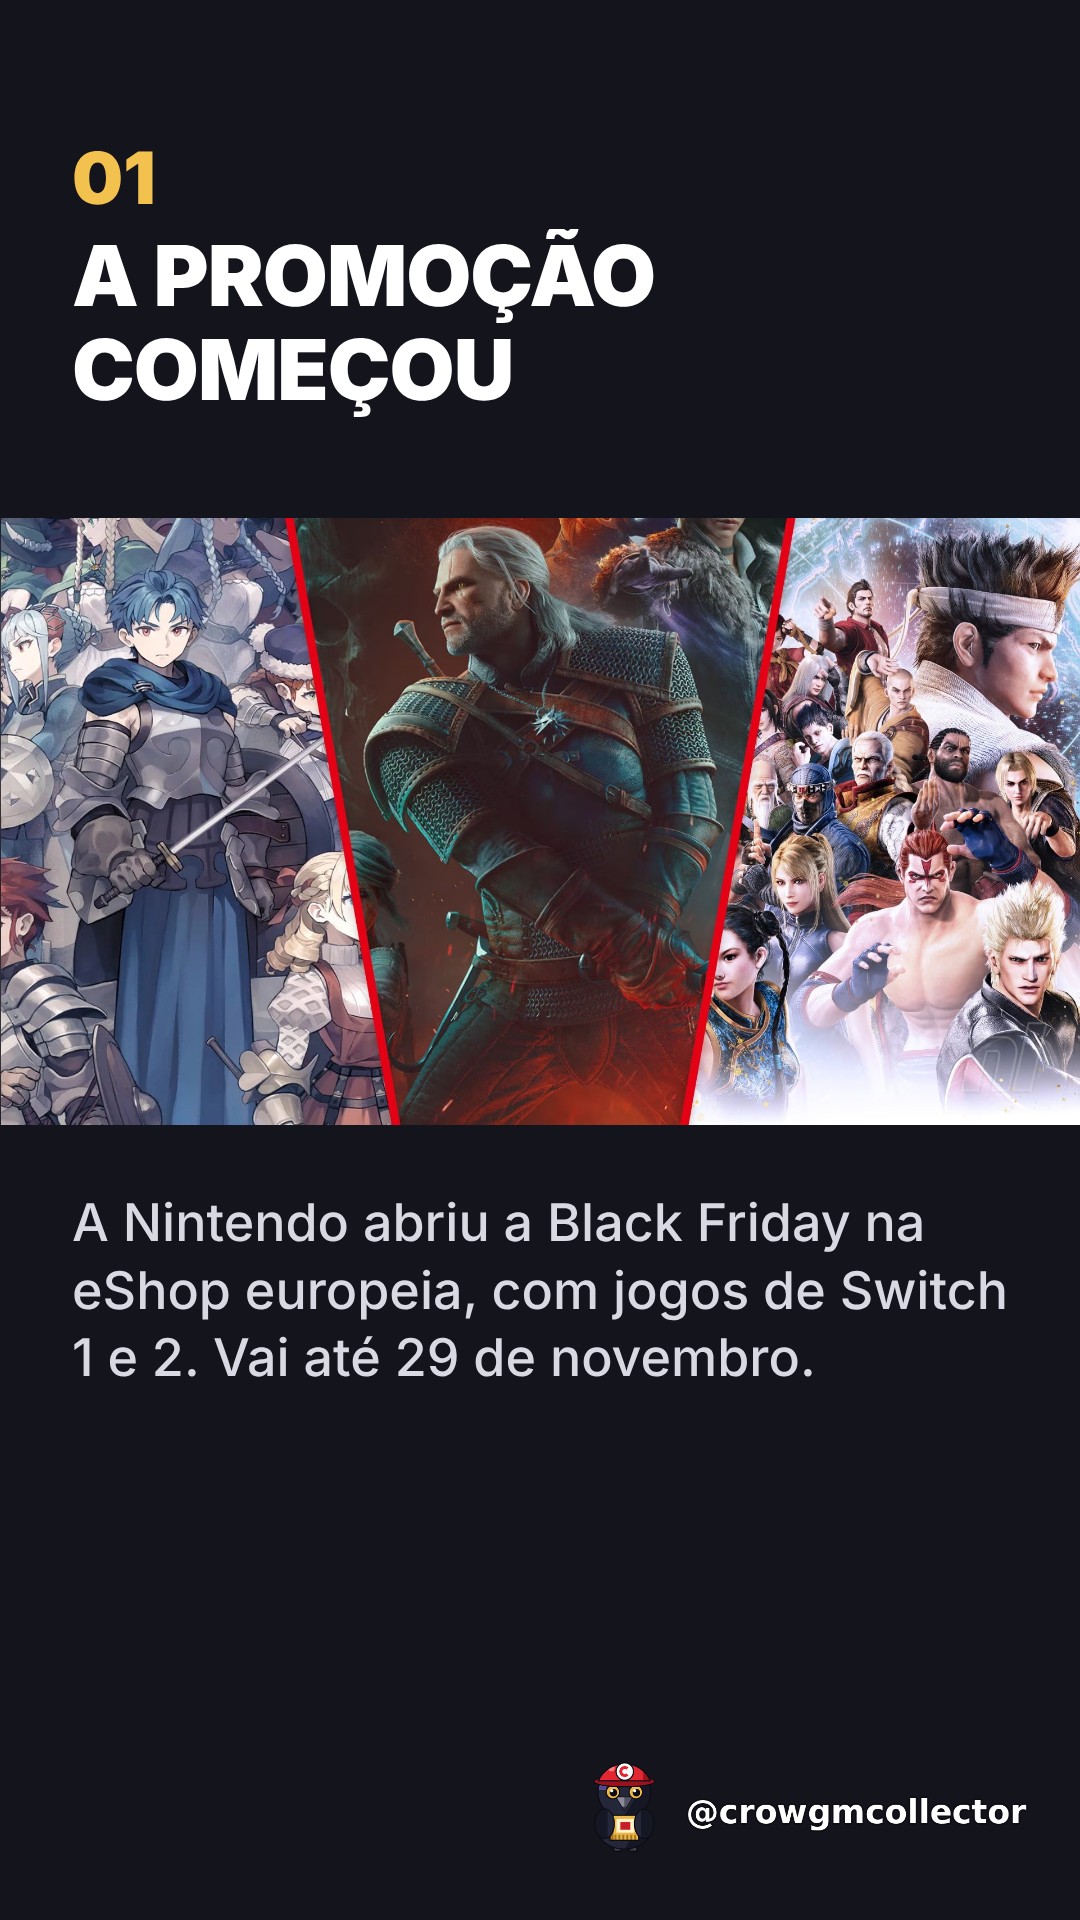 01
A PROMOÇÃO
COMEÇOU
A Nintendo abriu a Black Friday na
eShop europeia, com jogos de Switch
1 e 2. Vai até 29 de novembro.
C
@crowgmcollector